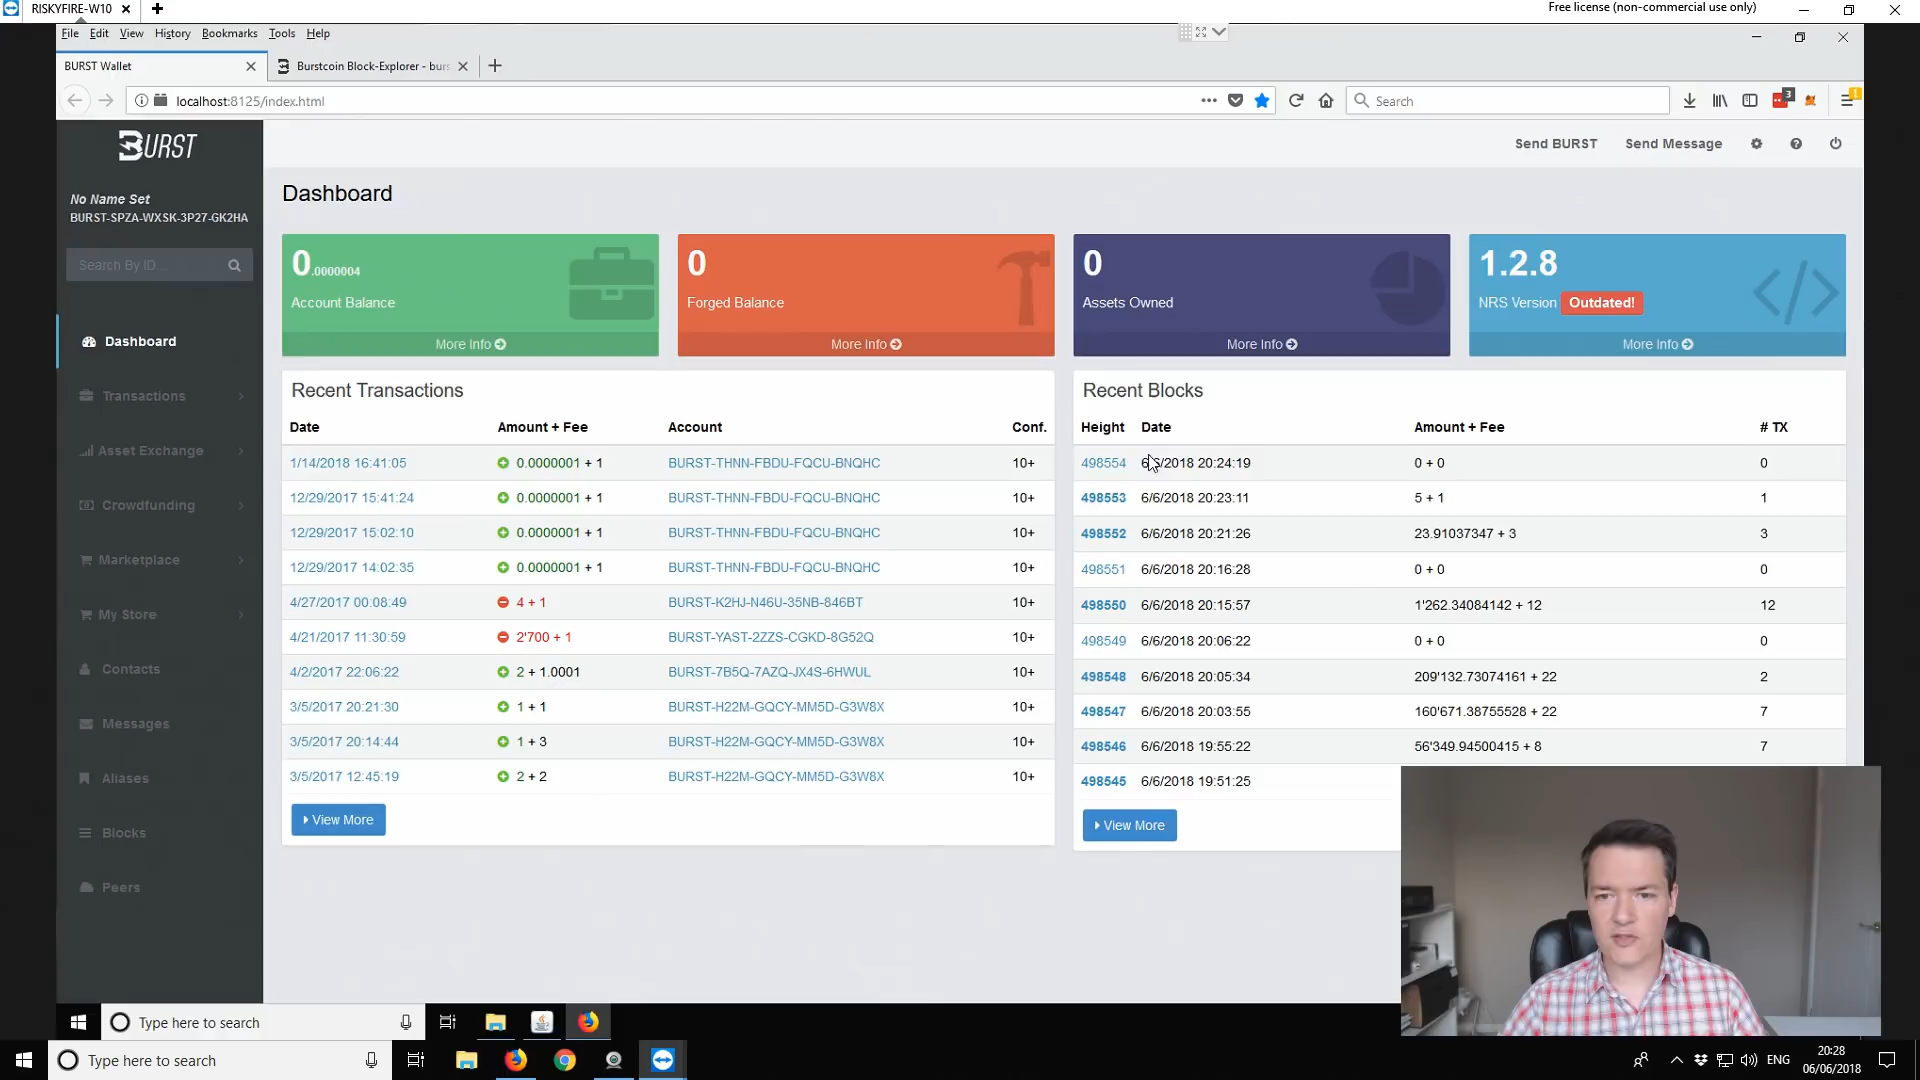 RISKYFIRE-W10
Free license (non-commercial use only)
File Edit View History Bookmarks Tools Help
BURST Wallet
Burstcoin Block-Explorer - burs
localhost:8125/index.html
Search
3
1
BURST
Send BURST
Send Message
No Name Set
BURST-SPZA-WXSK-3P27-GK2HA
Search By ID...
Dashboard
Transactions
Asset Exchange
Crowdfunding
Marketplace
My Store
Contacts
Messages
Aliases
Blocks
Peers
Dashboard
0.0000004
Account Balance
More Info
0
Forged Balance
More Info
0
Assets Owned
More Info
1.2.8
NRS Version Outdated!
More Info
Recent Transactions
Date Amount + Fee Account Conf.
1/14/2018 16:41:05 0.0000001 + 1 BURST-THNN-FBDU-FQCU-BNQHC 10+
12/29/2017 15:41:24 0.0000001 + 1 BURST-THNN-FBDU-FQCU-BNQHC 10+
12/29/2017 15:02:10 0.0000001 + 1 BURST-THNN-FBDU-FQCU-BNQHC 10+
12/29/2017 14:02:35 0.0000001 + 1 BURST-THNN-FBDU-FQCU-BNQHC 10+
4/27/2017 00:08:49 4 + 1 BURST-K2HJ-N46U-35NB-846BT 10+
4/21/2017 11:30:59 2'700 + 1 BURST-YAST-2ZZS-CGKD-8G52Q 10+
4/2/2017 22:06:22 2 + 1.0001 BURST-7B5Q-7AZQ-JX4S-6HWUL 10+
3/5/2017 20:21:30 1 + 1 BURST-H22M-GQCY-MM5D-G3W8X 10+
3/5/2017 20:14:44 1 + 3 BURST-H22M-GQCY-MM5D-G3W8X 10+
3/5/2017 12:45:19 2 + 2 BURST-H22M-GQCY-MM5D-G3W8X 10+
View More
Recent Blocks
Height Date Amount + Fee # TX
498554 6/6/2018 20:24:19 0 + 0 0
498553 6/6/2018 20:23:11 5 + 1 1
498552 6/6/2018 20:21:26 23.91037347 + 3 3
498551 6/6/2018 20:16:28 0 + 0 0
498550 6/6/2018 20:15:57 1'262.34084142 + 12 12
498549 6/6/2018 20:06:22 0 + 0 0
498548 6/6/2018 20:05:34 209'132.73074161 + 22 2
498547 6/6/2018 20:03:55 160'671.38755528 + 22 7
498546 6/6/2018 19:55:22 56'349.94500415 + 8 7
498545 6/6/2018 19:51:25
View More
Type here to search
Type here to search
ENG
20:28
06/06/2018